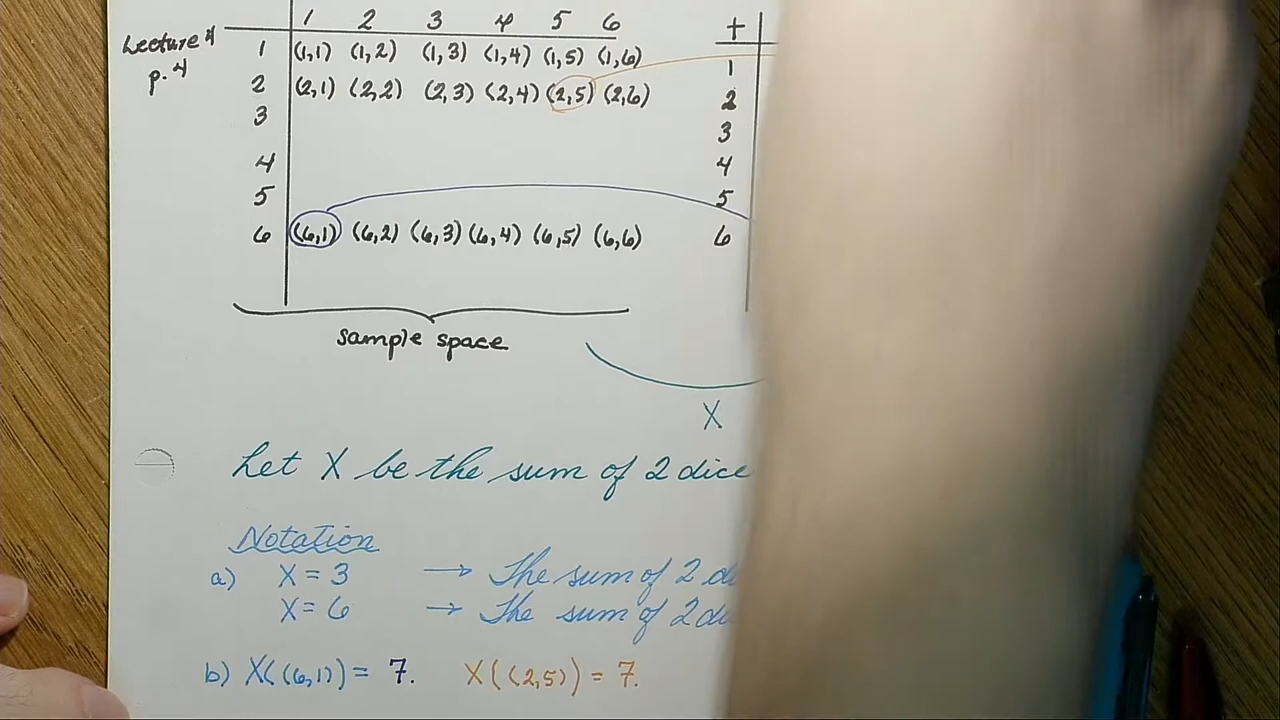 Lecture 4
p. 4
1 2 3 4 5 6
1 (1,1) (1,2) (1,3) (1,4) (1,5) (1,6)
2 (2,1) (2,2) (2,3) (2,4) (2,5) (2,6)
3
4
5
6 (6,1) (6,2) (6,3) (6,4) (6,5) (6,6)
+
1
2
3
4
5
6
sample space
X
Let X be the sum of 2 dice
Notation
a) X = 3 → The sum of 2
X = 6 → The sum of 2
b) X((6,1)) = 7. X((2,5)) = 7.